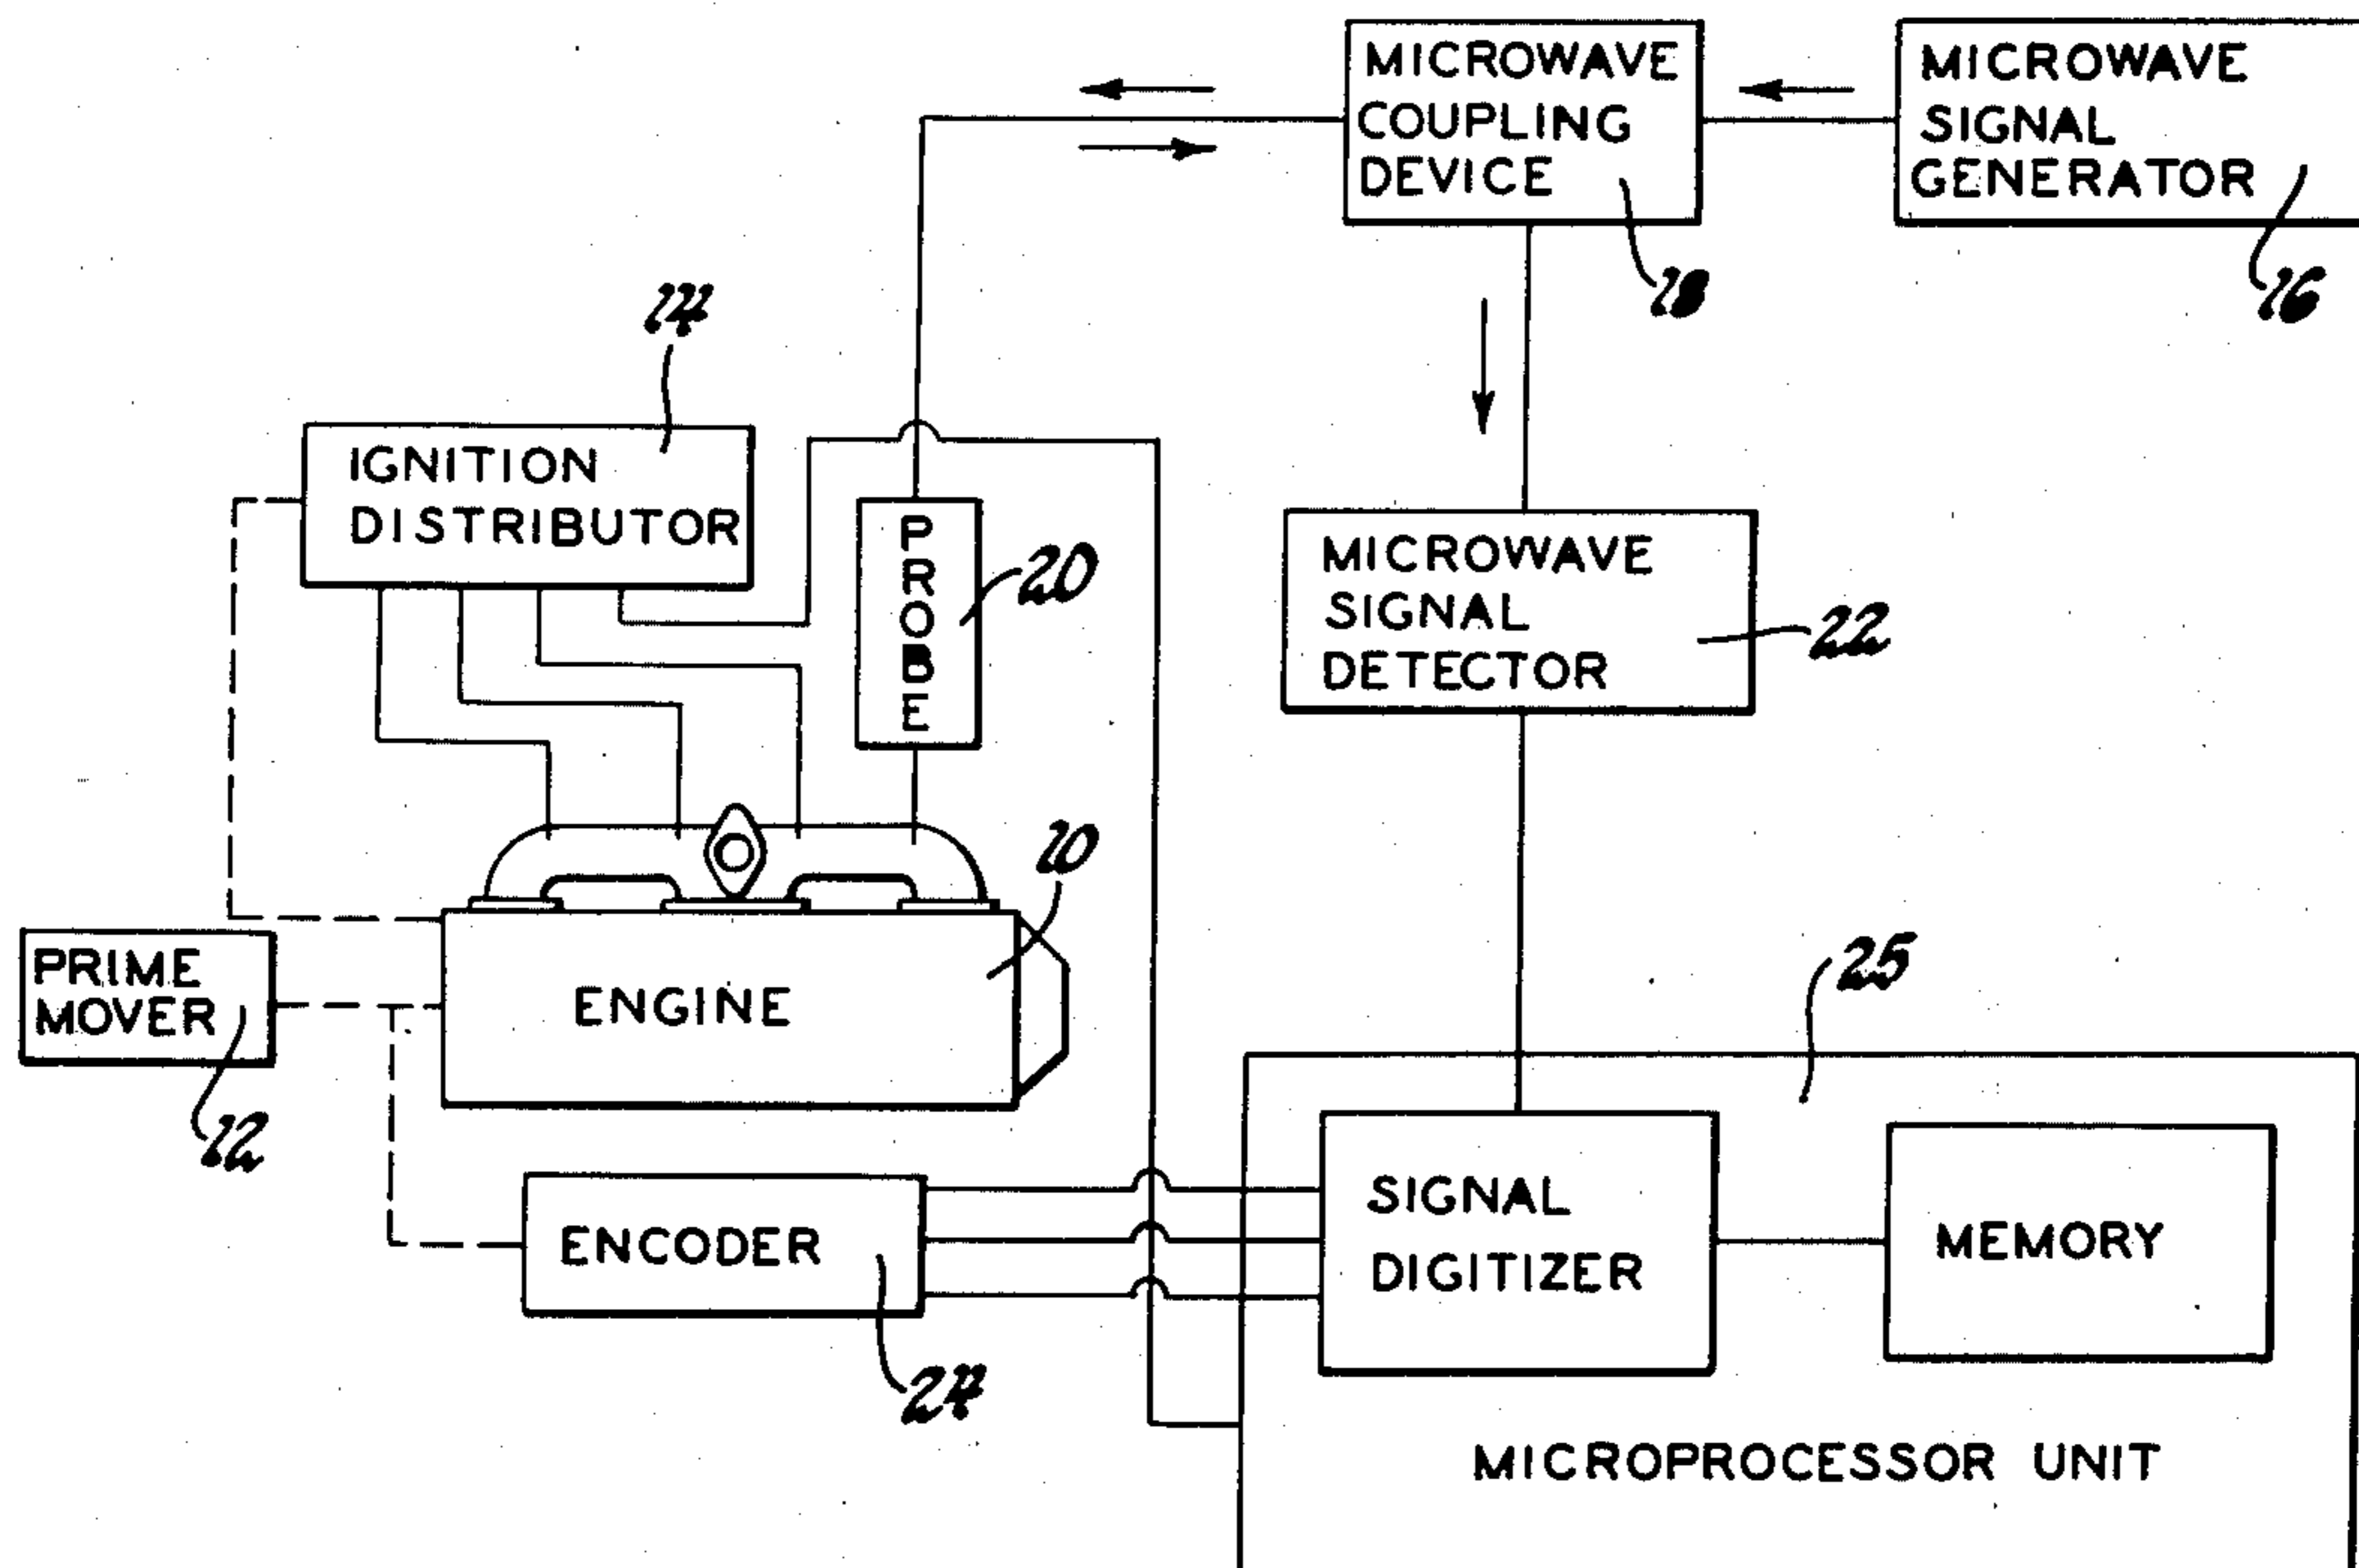 MICROWAVE
COUPLING
DEVICE
MICROWAVE
SIGNAL
GENERATOR
18
16
14
IGNITION
DISTRIBUTOR
PROBE
20
MICROWAVE
SIGNAL
DETECTOR
22
10
PRIME
MOVER
12
ENGINE
25
ENCODER
24
SIGNAL
DIGITIZER
MEMORY
MICROPROCESSOR UNIT